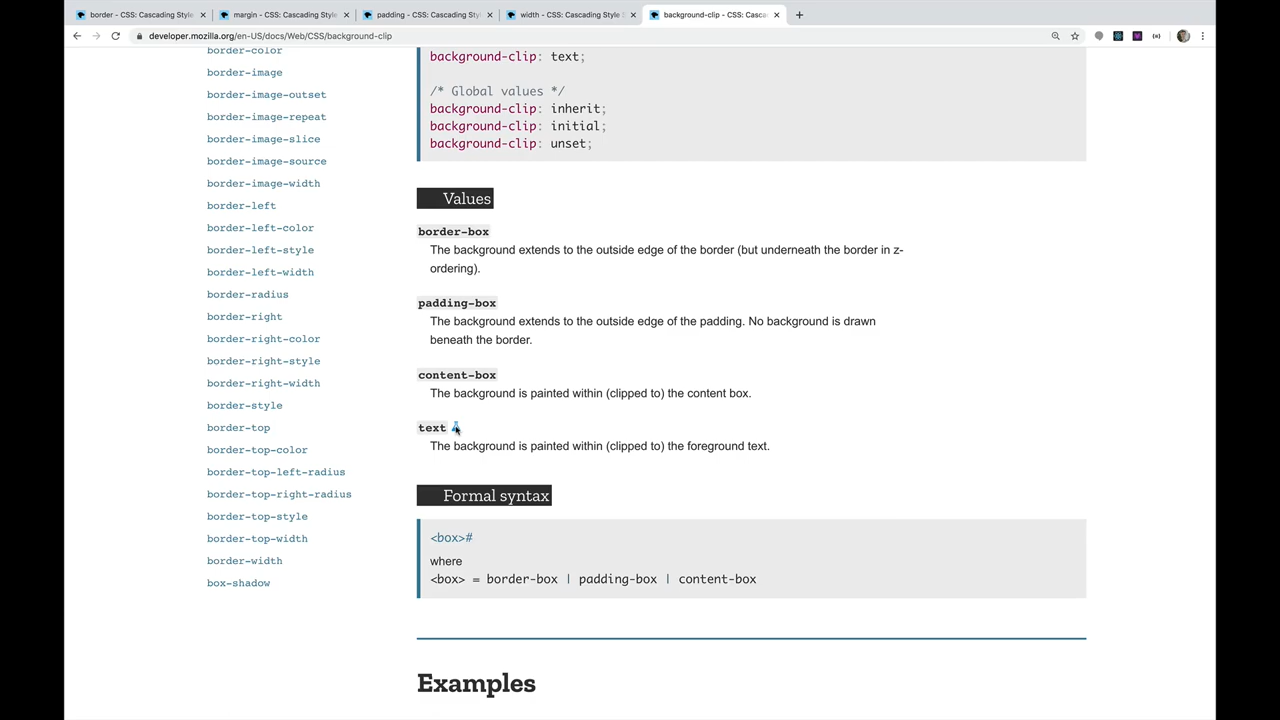 border - CSS: Cascading Style
margin - CSS: Cascading Style
padding - CSS: Cascading Sty
width - CSS: Cascading Style S
background-clip - CSS: Casca
developer.mozilla.org/en-US/docs/Web/CSS/background-clip
border-color
border-image
border-image-outset
border-image-repeat
border-image-slice
border-image-source
border-image-width
border-left
border-left-color
border-left-style
border-left-width
border-radius
border-right
border-right-color
border-right-style
border-right-width
border-style
border-top
border-top-color
border-top-left-radius
border-top-right-radius
border-top-style
border-top-width
border-width
box-shadow
background-clip: text;
/* Global values */
background-clip: inherit;
background-clip: initial;
background-clip: unset;
Values
border-box
The background extends to the outside edge of the border (but underneath the border in z-
ordering).
padding-box
The background extends to the outside edge of the padding. No background is drawn
beneath the border.
content-box
The background is painted within (clipped to) the content box.
text
The background is painted within (clipped to) the foreground text.
Formal syntax
<box>#
where
<box> = border-box | padding-box | content-box
Examples